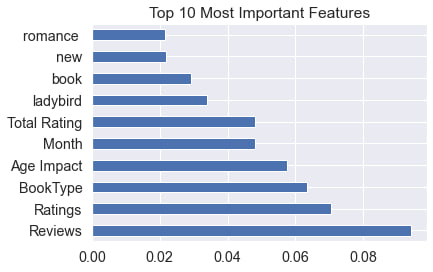 Top 10 Most Important Features
romance
new
book
ladybird
Total Rating
Month
Age Impact
BookType
Ratings
Reviews
0.00 0.02 0.04 0.06 0.08